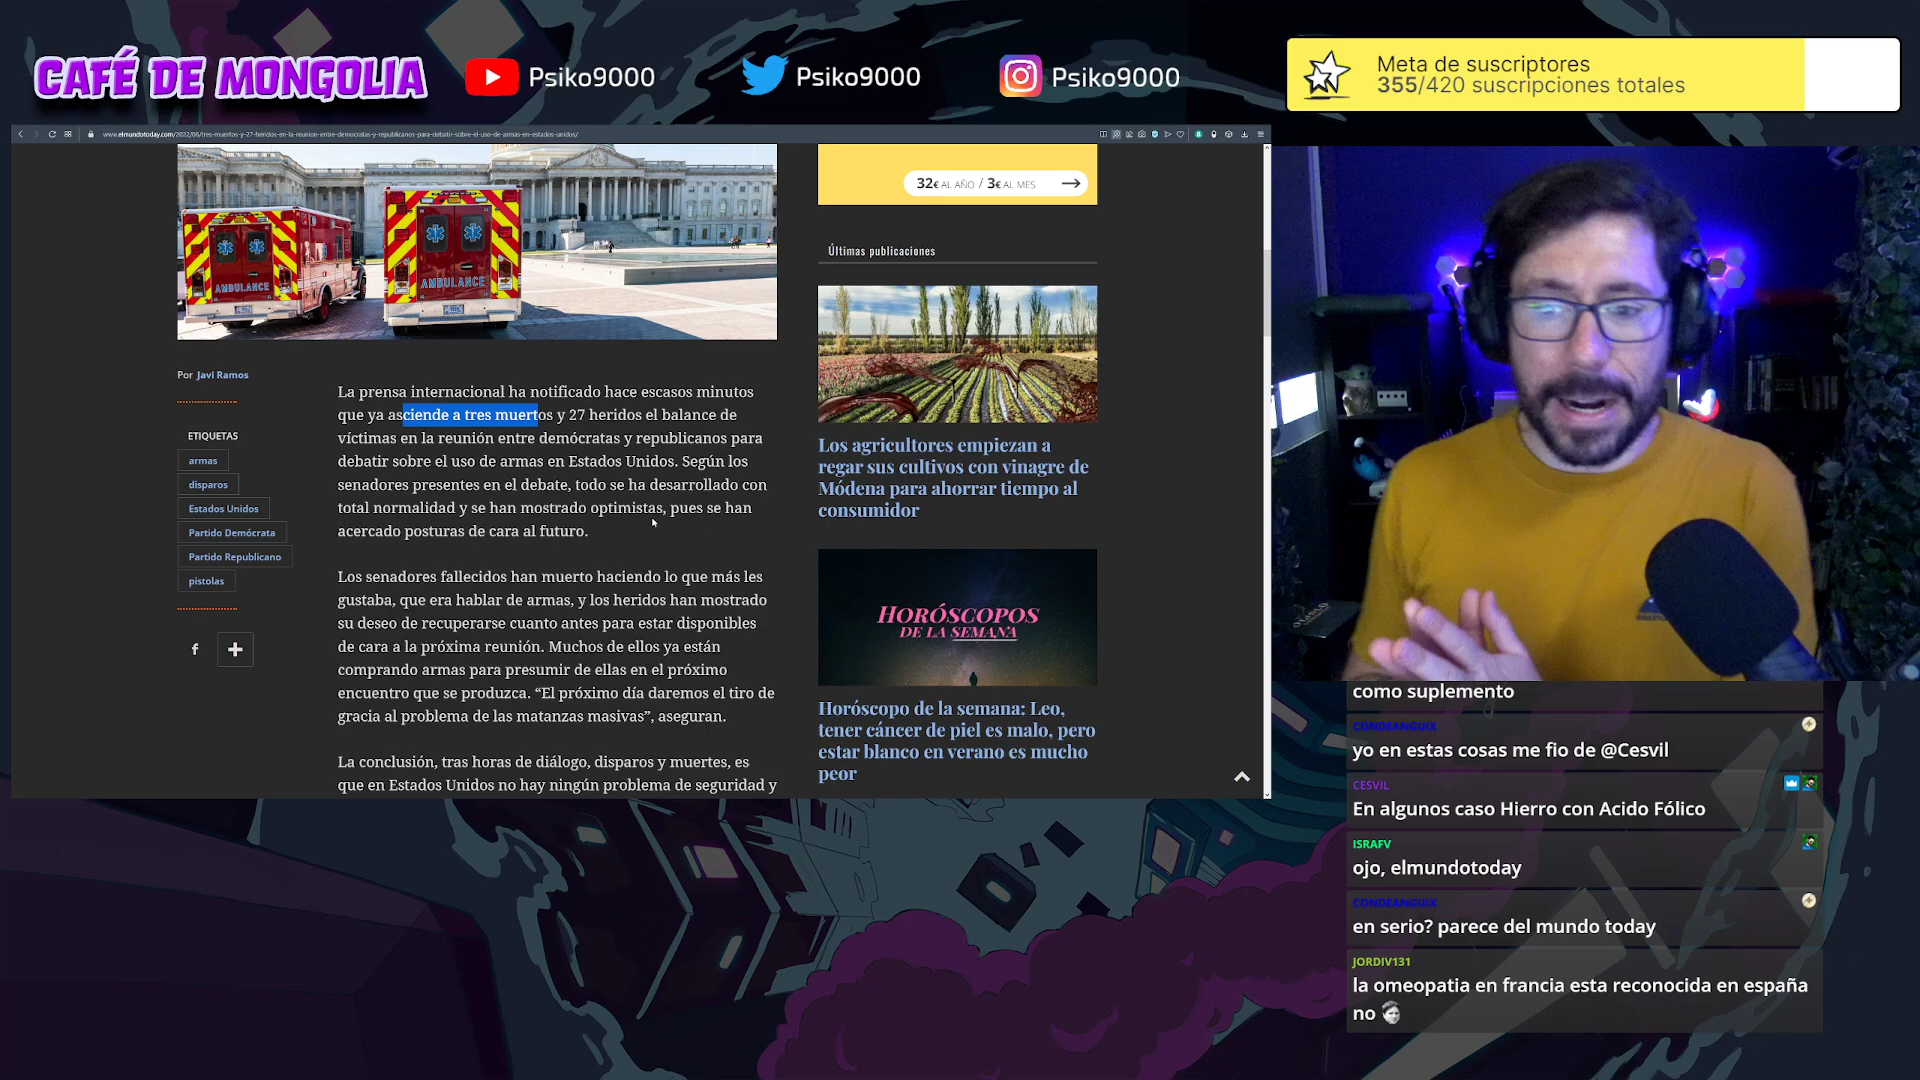 CAFÉ DE MONGOLIA
Psiko9000
Psiko9000
Psiko9000
Meta de suscriptores
355/420 suscripciones totales
www.elmundotoday.com/2022/06/tres-muertos-y-27-heridos-en-la-reunion-entre-democratas-y-republicanos-para-debatir-sobre-el-uso-de-armas-en-estados-unidos/
AMBULANCE
AMBULANCE
Por Javi Ramos
ETIQUETAS
armas
disparos
Estados Unidos
Partido Demócrata
Partido Republicano
pistolas
La prensa internacional ha notificado hace escasos minutos
que ya asciende a tres muertos y 27 heridos el balance de
víctimas en la reunión entre demócratas y republicanos para
debatir sobre el uso de armas en Estados Unidos. Según los
senadores presentes en el debate, todo se ha desarrollado con
total normalidad y se han mostrado optimistas, pues se han
acercado posturas de cara al futuro.
Los senadores fallecidos han muerto haciendo lo que más les
gustaba, que era hablar de armas, y los heridos han mostrado
su deseo de recuperarse cuanto antes para estar disponibles
de cara a la próxima reunión. Muchos de ellos ya están
comprando armas para presumir de ellas en el próximo
encuentro que se produzca. “El próximo día daremos el tiro de
gracia al problema de las matanzas masivas”, aseguran.
La conclusión, tras horas de diálogo, disparos y muertes, es
que en Estados Unidos no hay ningún problema de seguridad y
32€ AL AÑO / 3€ AL MES
Últimas publicaciones
Los agricultores empiezan a
regar sus cultivos con vinagre de
Módena para ahorrar tiempo al
consumidor
HORÓSCOPOS
DE LA SEMANA
Horóscopo de la semana: Leo,
tener cáncer de piel es malo, pero
estar blanco en verano es mucho
peor
como suplemento
CONDEANGUIX
yo en estas cosas me fio de @Cesvil
CESVIL
En algunos caso Hierro con Acido Fólico
ISRAFV
ojo, elmundotoday
CONDEANGUIX
en serio? parece del mundo today
JORDIV131
la omeopatia en francia esta reconocida en españa
no